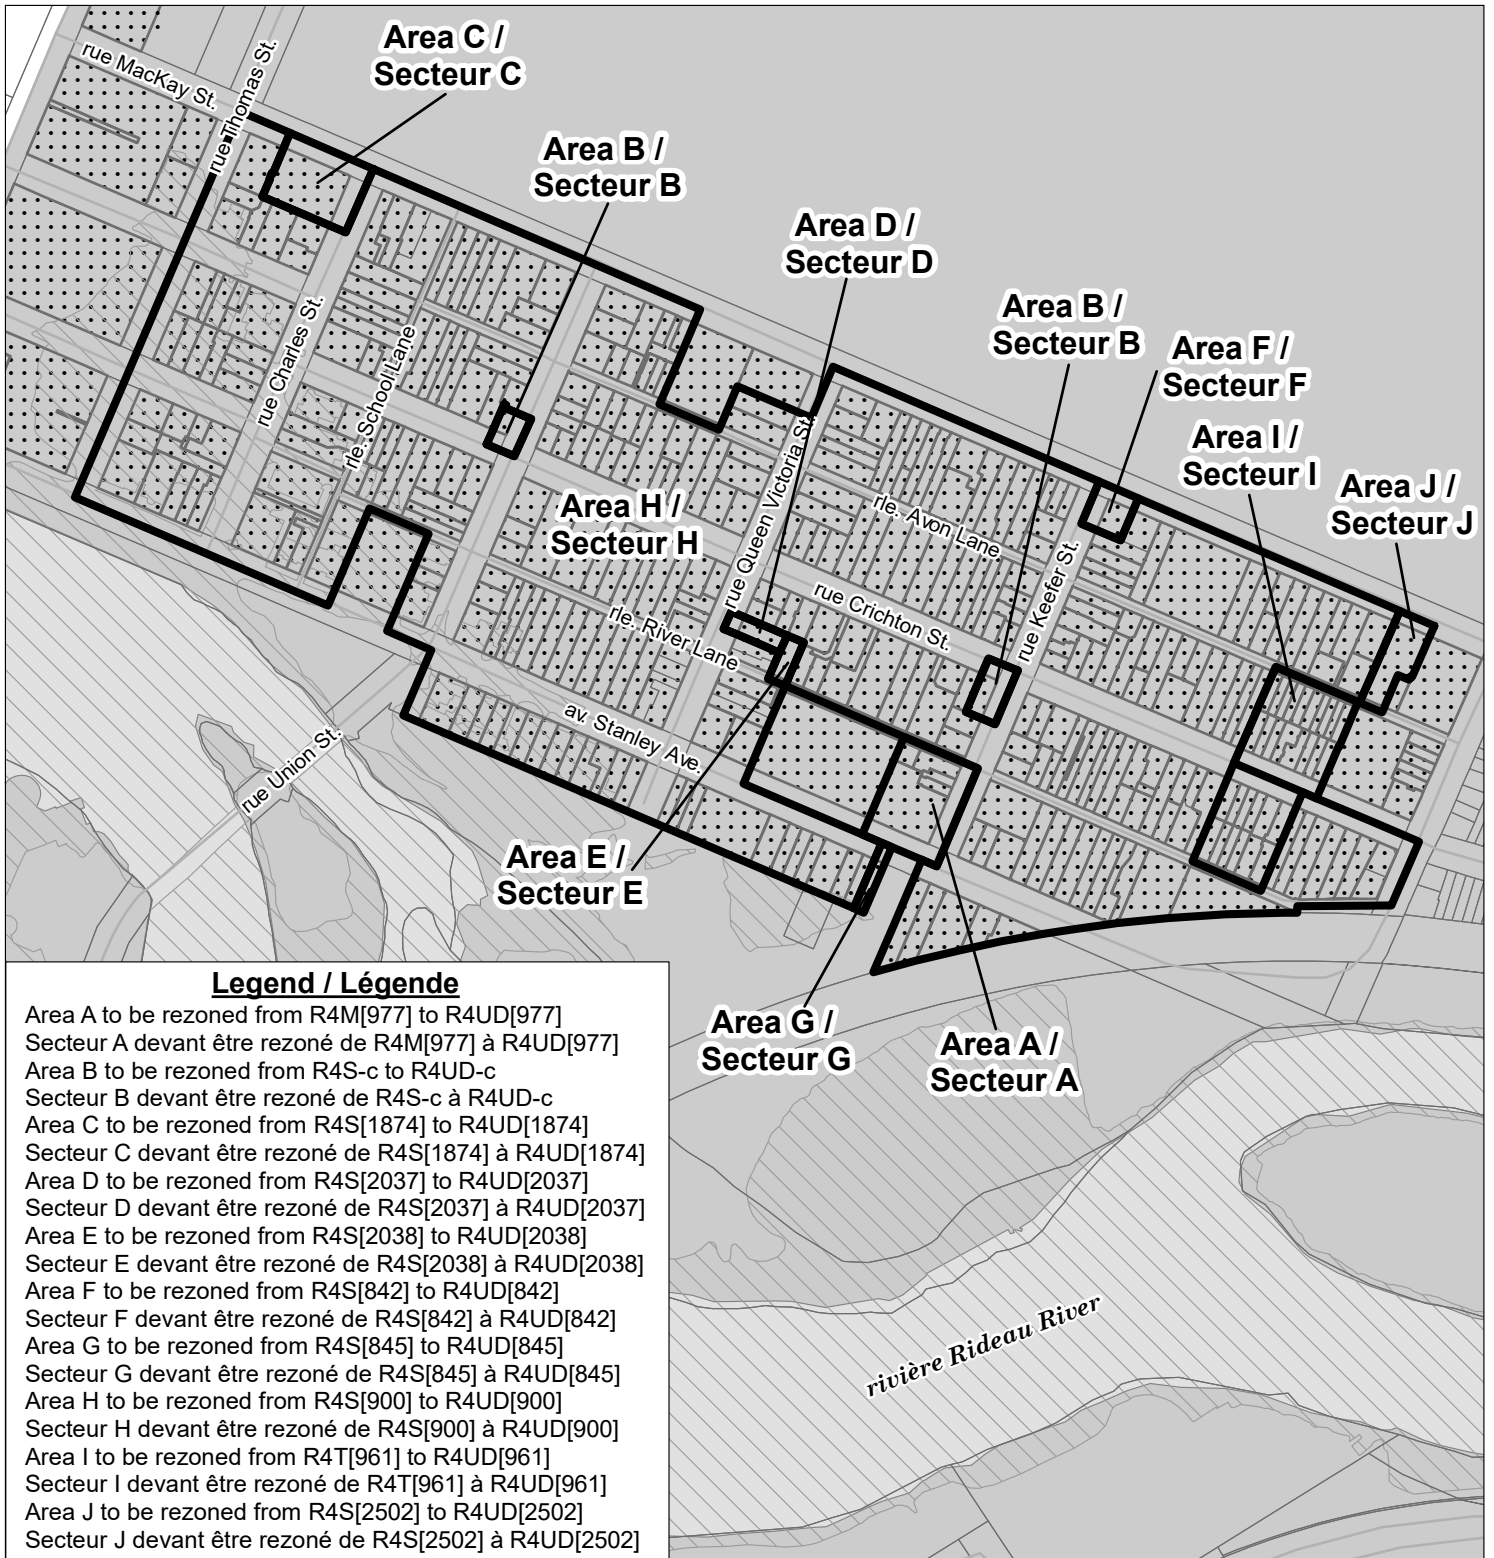 Area C /
Secteur C
rue MacKay St.
rue Thomas St.
Area B /
Secteur B
Area D /
Secteur D
Area B /
Secteur B
Area F /
Secteur F
Area I /
Secteur I
Area J /
Secteur J
rue Charles St.
rle. School Lane
Area H /
Secteur H
rue Queen Victoria St.
rle. Avon Lane
rue Crichton St.
rue Keefer St.
rle. River Lane
av. Stanley Ave.
rue Union St.
Area E /
Secteur E
Area G /
Secteur G
Area A /
Secteur A
rivière Rideau River
Legend / Légende
Area A to be rezoned from R4M[977] to R4UD[977]
Secteur A devant être rezoné de R4M[977] à R4UD[977]
Area B to be rezoned from R4S-c to R4UD-c
Secteur B devant être rezoné de R4S-c à R4UD-c
Area C to be rezoned from R4S[1874] to R4UD[1874]
Secteur C devant être rezoné de R4S[1874] à R4UD[1874]
Area D to be rezoned from R4S[2037] to R4UD[2037]
Secteur D devant être rezoné de R4S[2037] à R4UD[2037]
Area E to be rezoned from R4S[2038] to R4UD[2038]
Secteur E devant être rezoné de R4S[2038] à R4UD[2038]
Area F to be rezoned from R4S[842] to R4UD[842]
Secteur F devant être rezoné de R4S[842] à R4UD[842]
Area G to be rezoned from R4S[845] to R4UD[845]
Secteur G devant être rezoné de R4S[845] à R4UD[845]
Area H to be rezoned from R4S[900] to R4UD[900]
Secteur H devant être rezoné de R4S[900] à R4UD[900]
Area I to be rezoned from R4T[961] to R4UD[961]
Secteur I devant être rezoné de R4T[961] à R4UD[961]
Area J to be rezoned from R4S[2502] to R4UD[2502]
Secteur J devant être rezoné de R4S[2502] à R4UD[2502]